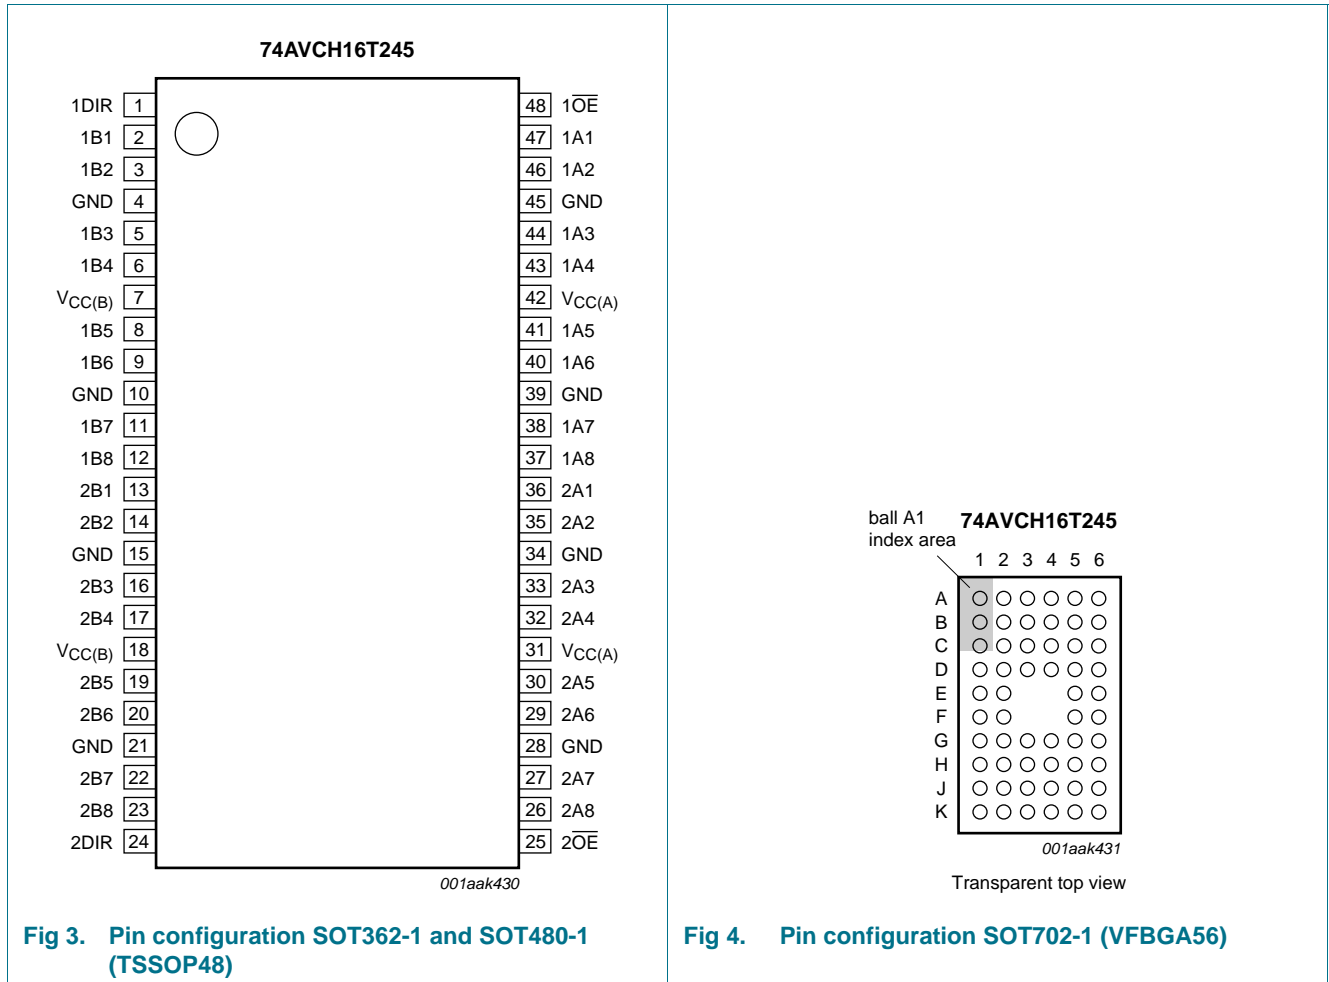 74AVCH16T245
1DIR 1 48 1OE
1B1 2 47 1A1
1B2 3 46 1A2
GND 4 45 GND
1B3 5 44 1A3
1B4 6 43 1A4
VCC(B) 7 42 VCC(A)
1B5 8 41 1A5
1B6 9 40 1A6
GND 10 39 GND
1B7 11 38 1A7
1B8 12 37 1A8
2B1 13 36 2A1
2B2 14 35 2A2
GND 15 34 GND
2B3 16 33 2A3
2B4 17 32 2A4
VCC(B) 18 31 VCC(A)
2B5 19 30 2A5
2B6 20 29 2A6
GND 21 28 GND
2B7 22 27 2A7
2B8 23 26 2A8
2DIR 24 25 2OE
001aak430
Fig 3. Pin configuration SOT362-1 and SOT480-1
(TSSOP48)
ball A1
index area
74AVCH16T245
1 2 3 4 5 6
A
B
C
D
E
F
G
H
J
K
001aak431
Transparent top view
Fig 4. Pin configuration SOT702-1 (VFBGA56)